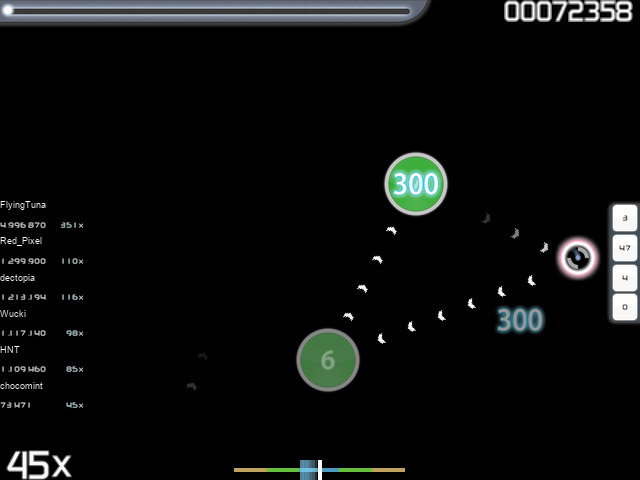 00072358
300
FlyingTuna
4,996,870 351x
Red_Pixel
1,299,900 110x
dectopia
1,213,194 116x
Wucki
1,117,140 98x
HNT
1,109,460 85x
chocomint
73,471 45x
3
47
4
0
300
6
45x